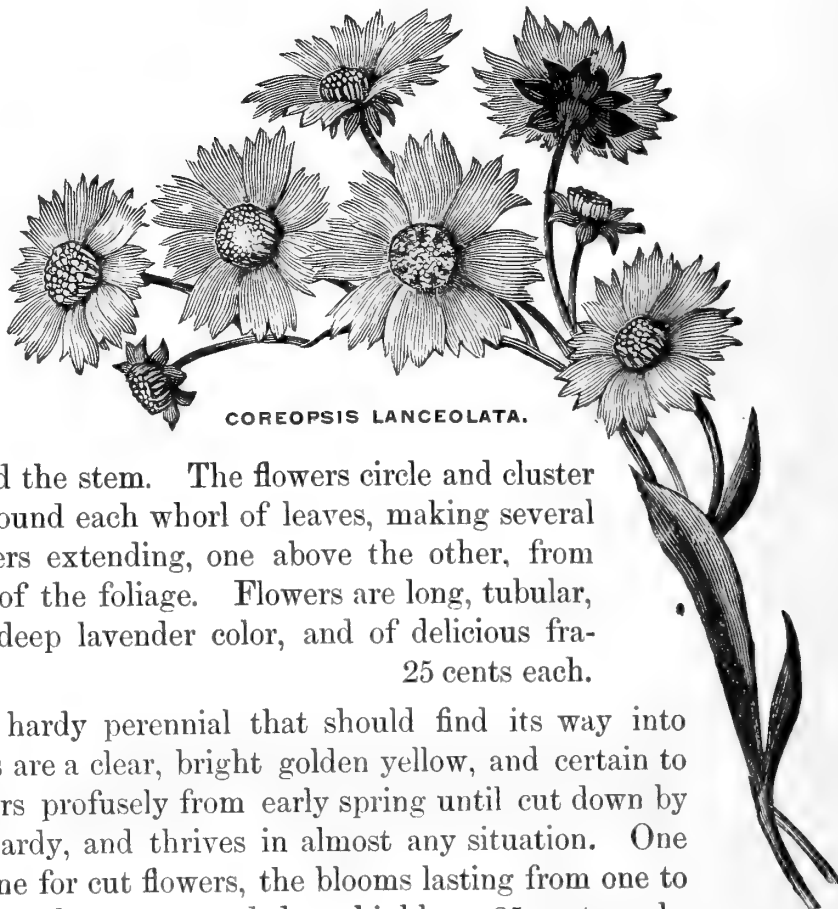 COREOPSIS LANCEOLATA.
d the stem. The flowers circle and cluster
ound each whorl of leaves, making several
ers extending, one above the other, from
of the foliage. Flowers are long, tubular,
deep lavender color, and of delicious fra-
25 cents each.
hardy perennial that should find its way into
s are a clear, bright golden yellow, and certain to
rs profusely from early spring until cut down by
ardy, and thrives in almost any situation. One
ne for cut flowers, the blooms lasting from one to